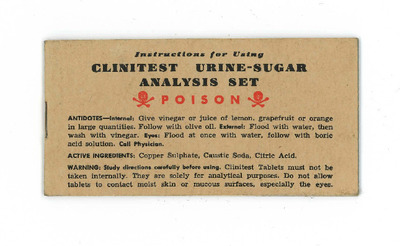 Instructions for Using
CLINITEST URINE-SUGAR
ANALYSIS SET
POISON
ANTIDOTES—Internal: Give vinegar or juice of lemon, grapefruit or orange
in large quantities. Follow with olive oil. External: Flood with water, then
wash with vinegar. Eyes: Flood at once with water, follow with boric
acid solution. Call Physician.
ACTIVE INGREDIENTS: Copper Sulphate, Caustic Soda, Citric Acid.
WARNING: Study directions carefully before using. Clinitest Tablets must not be
taken internally. They are solely for analytical purposes. Do not allow
tablets to contact moist skin or mucous surfaces, especially the eyes.